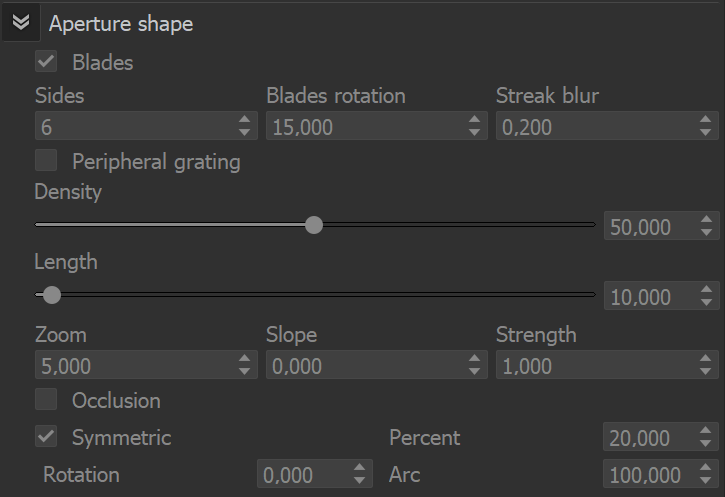 Aperture shape
Blades
Sides Blades rotation Streak blur
6 15,000 0,200
Peripheral grating
Density
50,000
Length
10,000
Zoom Slope Strength
5,000 0,000 1,000
Occlusion
Symmetric Percent 20,000
Rotation 0,000 Arc 100,000